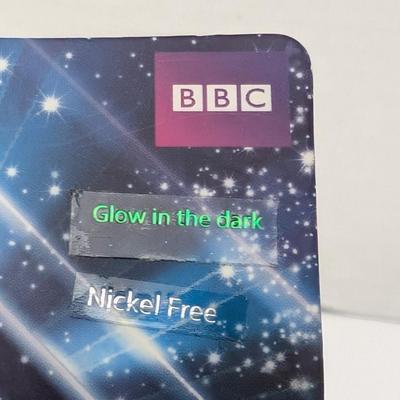 BBC
Glow in the dark
Nickel Free